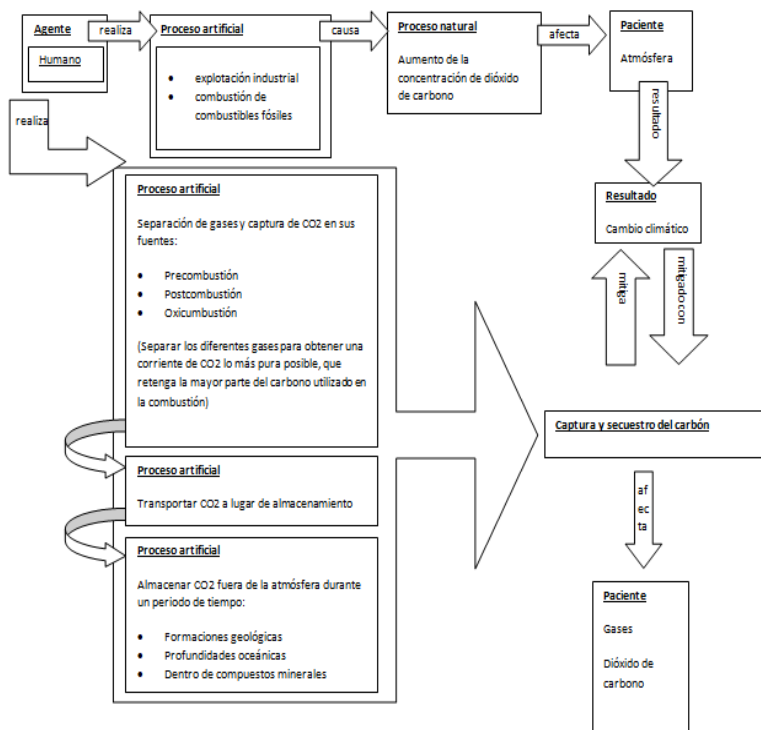 Agente
Humano
realiza
Proceso artificial
• explotación industrial
• combustión de
combustibles fósiles
causa
Proceso natural
Aumento de la
concentración de dióxido
de carbono
afecta
Paciente
Atmósfera
resultado
Resultado
Cambio climático
mitiga
mitigado con
realiza
Proceso artificial
Separación de gases y captura de CO2 en sus
fuentes:
• Precombustión
• Postcombustión
• Oxicumbustión
(Separar los diferentes gases para obtener una
corriente de CO2 lo más pura posible, que
retenga la mayor parte del carbono utilizado en
la combustión)
Proceso artificial
Transportar CO2 a lugar de almacenamiento
Proceso artificial
Almacenar CO2 fuera de la atmósfera durante
un periodo de tiempo:
• Formaciones geológicas
• Profundidades oceánicas
• Dentro de compuestos minerales
Captura y secuestro del carbón
af
ec
ta
Paciente
Gases
Dióxido de
carbono